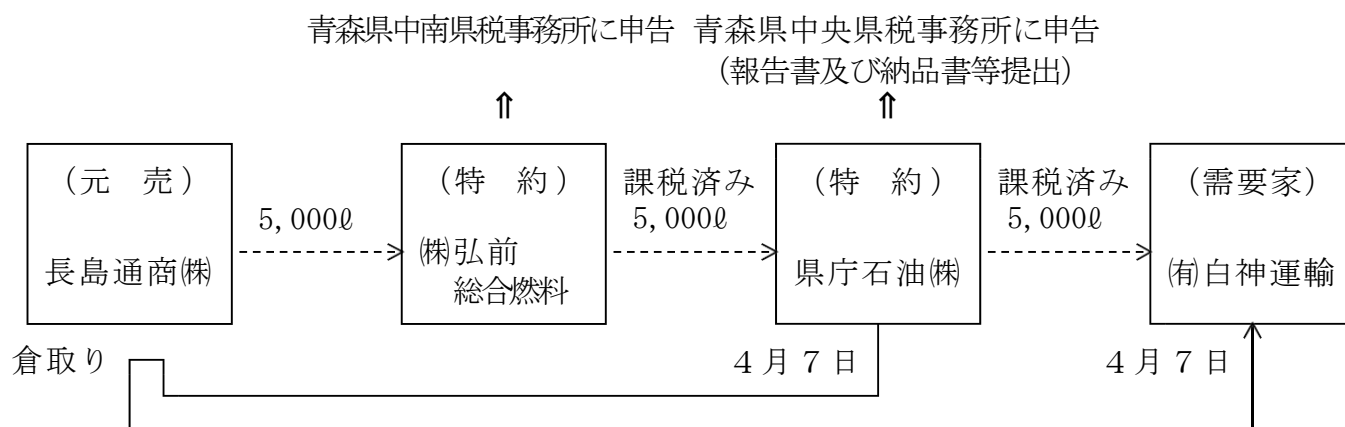 青森県中南県税事務所に申告 青森県中央県税事務所に申告
(報告書及び納品書等提出)
⇑ ⇑
(元 売) (特 約) 課税済み (特 約) 課税済み (需要家)
5,000ℓ 5,000ℓ 5,000ℓ
長島通商㈱ ㈱弘前 県庁石油㈱ ㈲白神運輸
総合燃料
倉取り 4月7日 4月7日